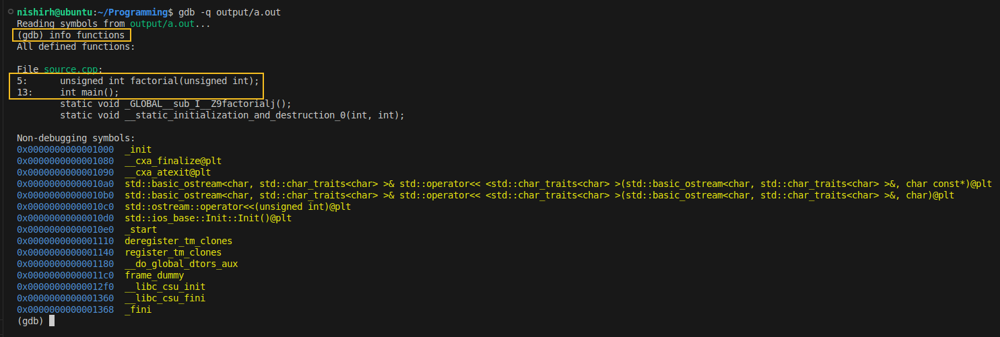 nishirh@ubuntu:~/Programming$ gdb -q output/a.out
Reading symbols from output/a.out...
(gdb) info functions
All defined functions:
File source.cpp:
5:      unsigned int factorial(unsigned int);
13:     int main();
        static void _GLOBAL__sub_I__Z9factorialj();
        static void __static_initialization_and_destruction_0(int, int);
Non-debugging symbols:
0x0000000000001000  _init
0x0000000000001080  __cxa_finalize@plt
0x0000000000001090  __cxa_atexit@plt
0x00000000000010a0  std::basic_ostream<char, std::char_traits<char> >& std::operator<< <std::char_traits<char> >(std::basic_ostream<char, std::char_traits<char> >&, char const*)@plt
0x00000000000010b0  std::basic_ostream<char, std::char_traits<char> >& std::operator<< <std::char_traits<char> >(std::basic_ostream<char, std::char_traits<char> >&, char)@plt
0x00000000000010c0  std::ostream::operator<<(unsigned int)@plt
0x00000000000010d0  std::ios_base::Init::Init()@plt
0x00000000000010e0  _start
0x0000000000001110  deregister_tm_clones
0x0000000000001140  register_tm_clones
0x0000000000001180  __do_global_dtors_aux
0x00000000000011c0  frame_dummy
0x00000000000012f0  __libc_csu_init
0x0000000000001360  __libc_csu_fini
0x0000000000001368  _fini
(gdb)